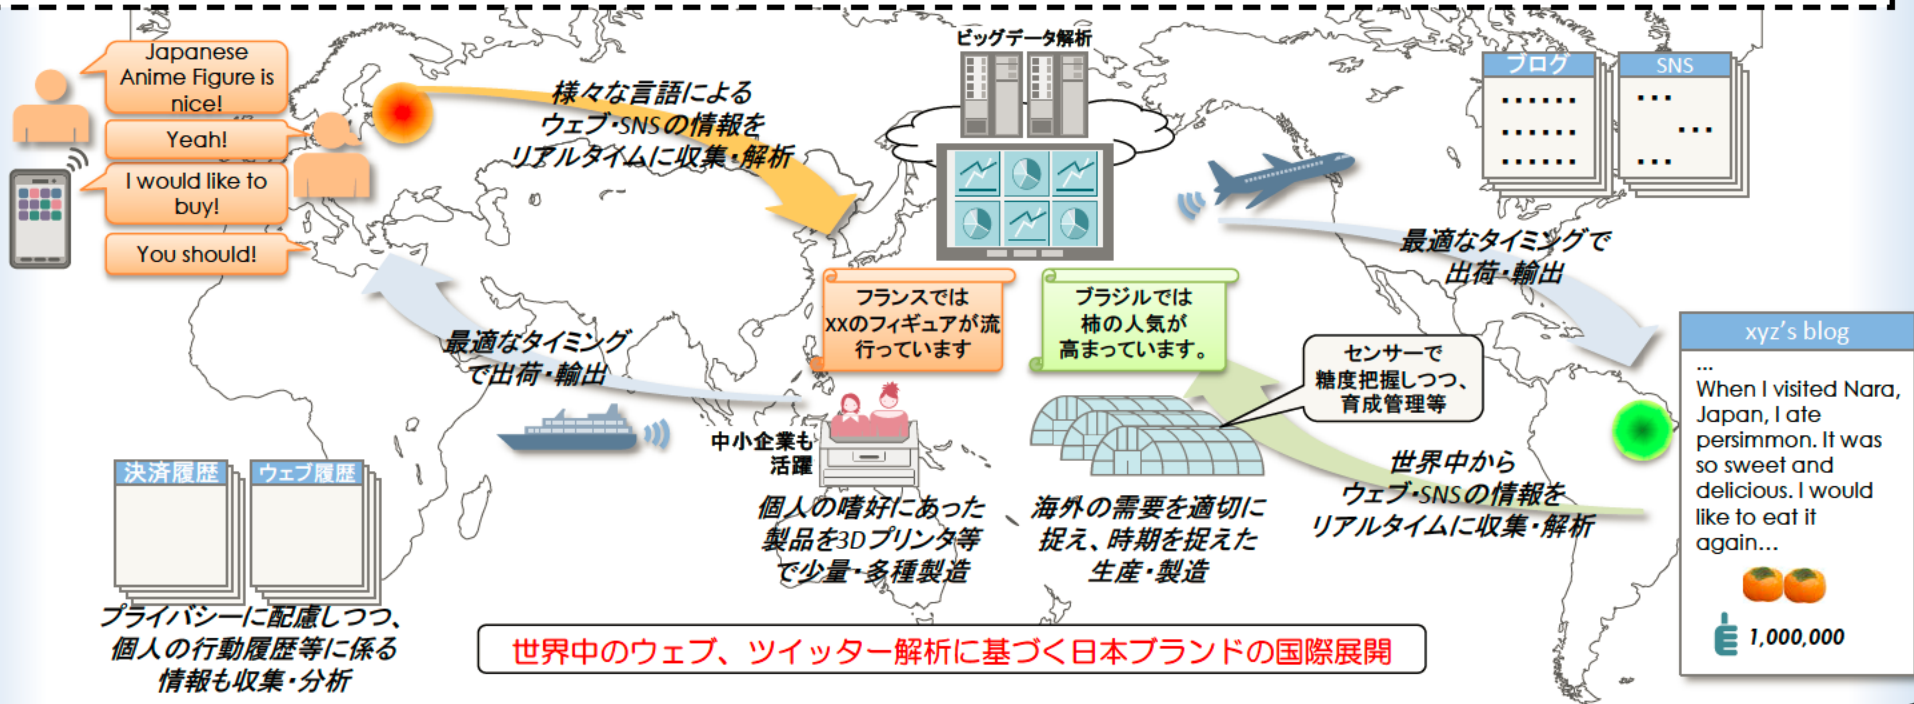 Japanese
Anime Figure is
nice!
Yeah!
I would like to
buy!
You should!
様々な言語による
ウェブ・SNSの情報を
リアルタイムに収集・解析
ビッグデータ解析
ブログ
SNS
最適なタイミングで
出荷・輸出
フランスでは
XXのフィギュアが流
行っています
ブラジルでは
柿の人気が
高まっています。
センサーで
糖度把握しつつ、
育成管理等
最適なタイミング
で出荷・輸出
中小企業も
活躍
個人の嗜好にあった
製品を3Dプリンタ等
で少量・多種製造
海外の需要を適切に
捉え、時期を捉えた
生産・製造
世界中から
ウェブ・SNSの情報を
リアルタイムに収集・解析
xyz's blog
...
When I visited Nara,
Japan, I ate
persimmon. It was
so sweet and
delicious. I would
like to eat it
again...
1,000,000
決済履歴
ウェブ履歴
プライバシーに配慮しつつ、
個人の行動履歴等に係る
情報も収集・分析
世界中のウェブ、ツイッター解析に基づく日本ブランドの国際展開